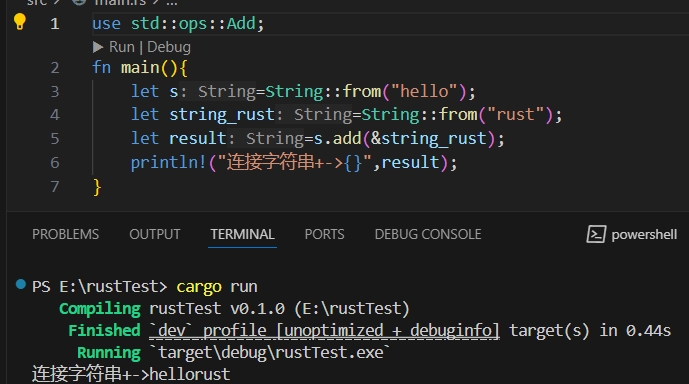 src > main.rs > ...
1 use std::ops::Add;
▶ Run | Debug
2 fn main(){
3 let s: String=String::from("hello");
4 let string_rust: String=String::from("rust");
5 let result: String=s.add(&string_rust);
6 println!("连接字符串+->{}",result);
7 }
PROBLEMS OUTPUT TERMINAL PORTS DEBUG CONSOLE powershell
PS E:\rustTest> cargo run
Compiling rustTest v0.1.0 (E:\rustTest)
Finished `dev` profile [unoptimized + debuginfo] target(s) in 0.44s
Running `target\debug\rustTest.exe`
连接字符串+->hellorust